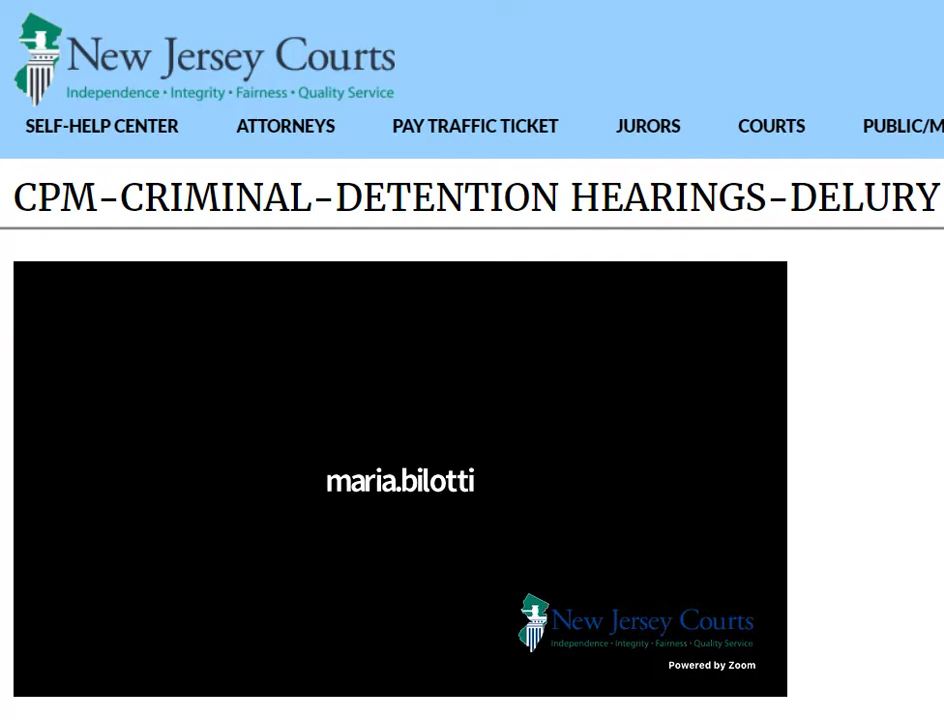 New Jersey Courts
Independence • Integrity • Fairness • Quality Service
SELF-HELP CENTER ATTORNEYS PAY TRAFFIC TICKET JURORS COURTS PUBLIC/M
CPM-CRIMINAL-DETENTION HEARINGS-DELURY
maria.bilotti
New Jersey Courts
Independence • Integrity • Fairness • Quality Service
Powered by Zoom